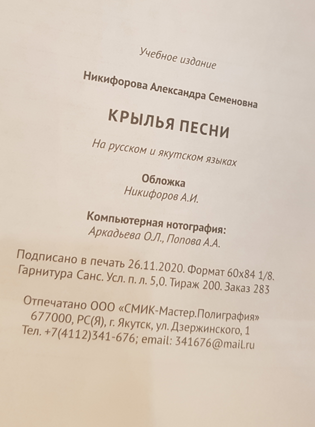 Учебное издание
Никифорова Александра Семеновна
КРЫЛЬЯ ПЕСНИ
На русском и якутском языках
Обложка
Никифоров А.И.
Компьютерная нотография:
Аркадьева О.Л., Попова А.А.
Подписано в печать 26.11.2020. Формат 60х84 1/8.
Гарнитура Санс. Усл. п. л. 5,0. Тираж 200. Заказ 283
Отпечатано ООО «СМИК-Мастер.Полиграфия»
677000, РС(Я), г. Якутск, ул. Дзержинского, 1
Тел. +7(4112)341-676; email: 341676@mail.ru